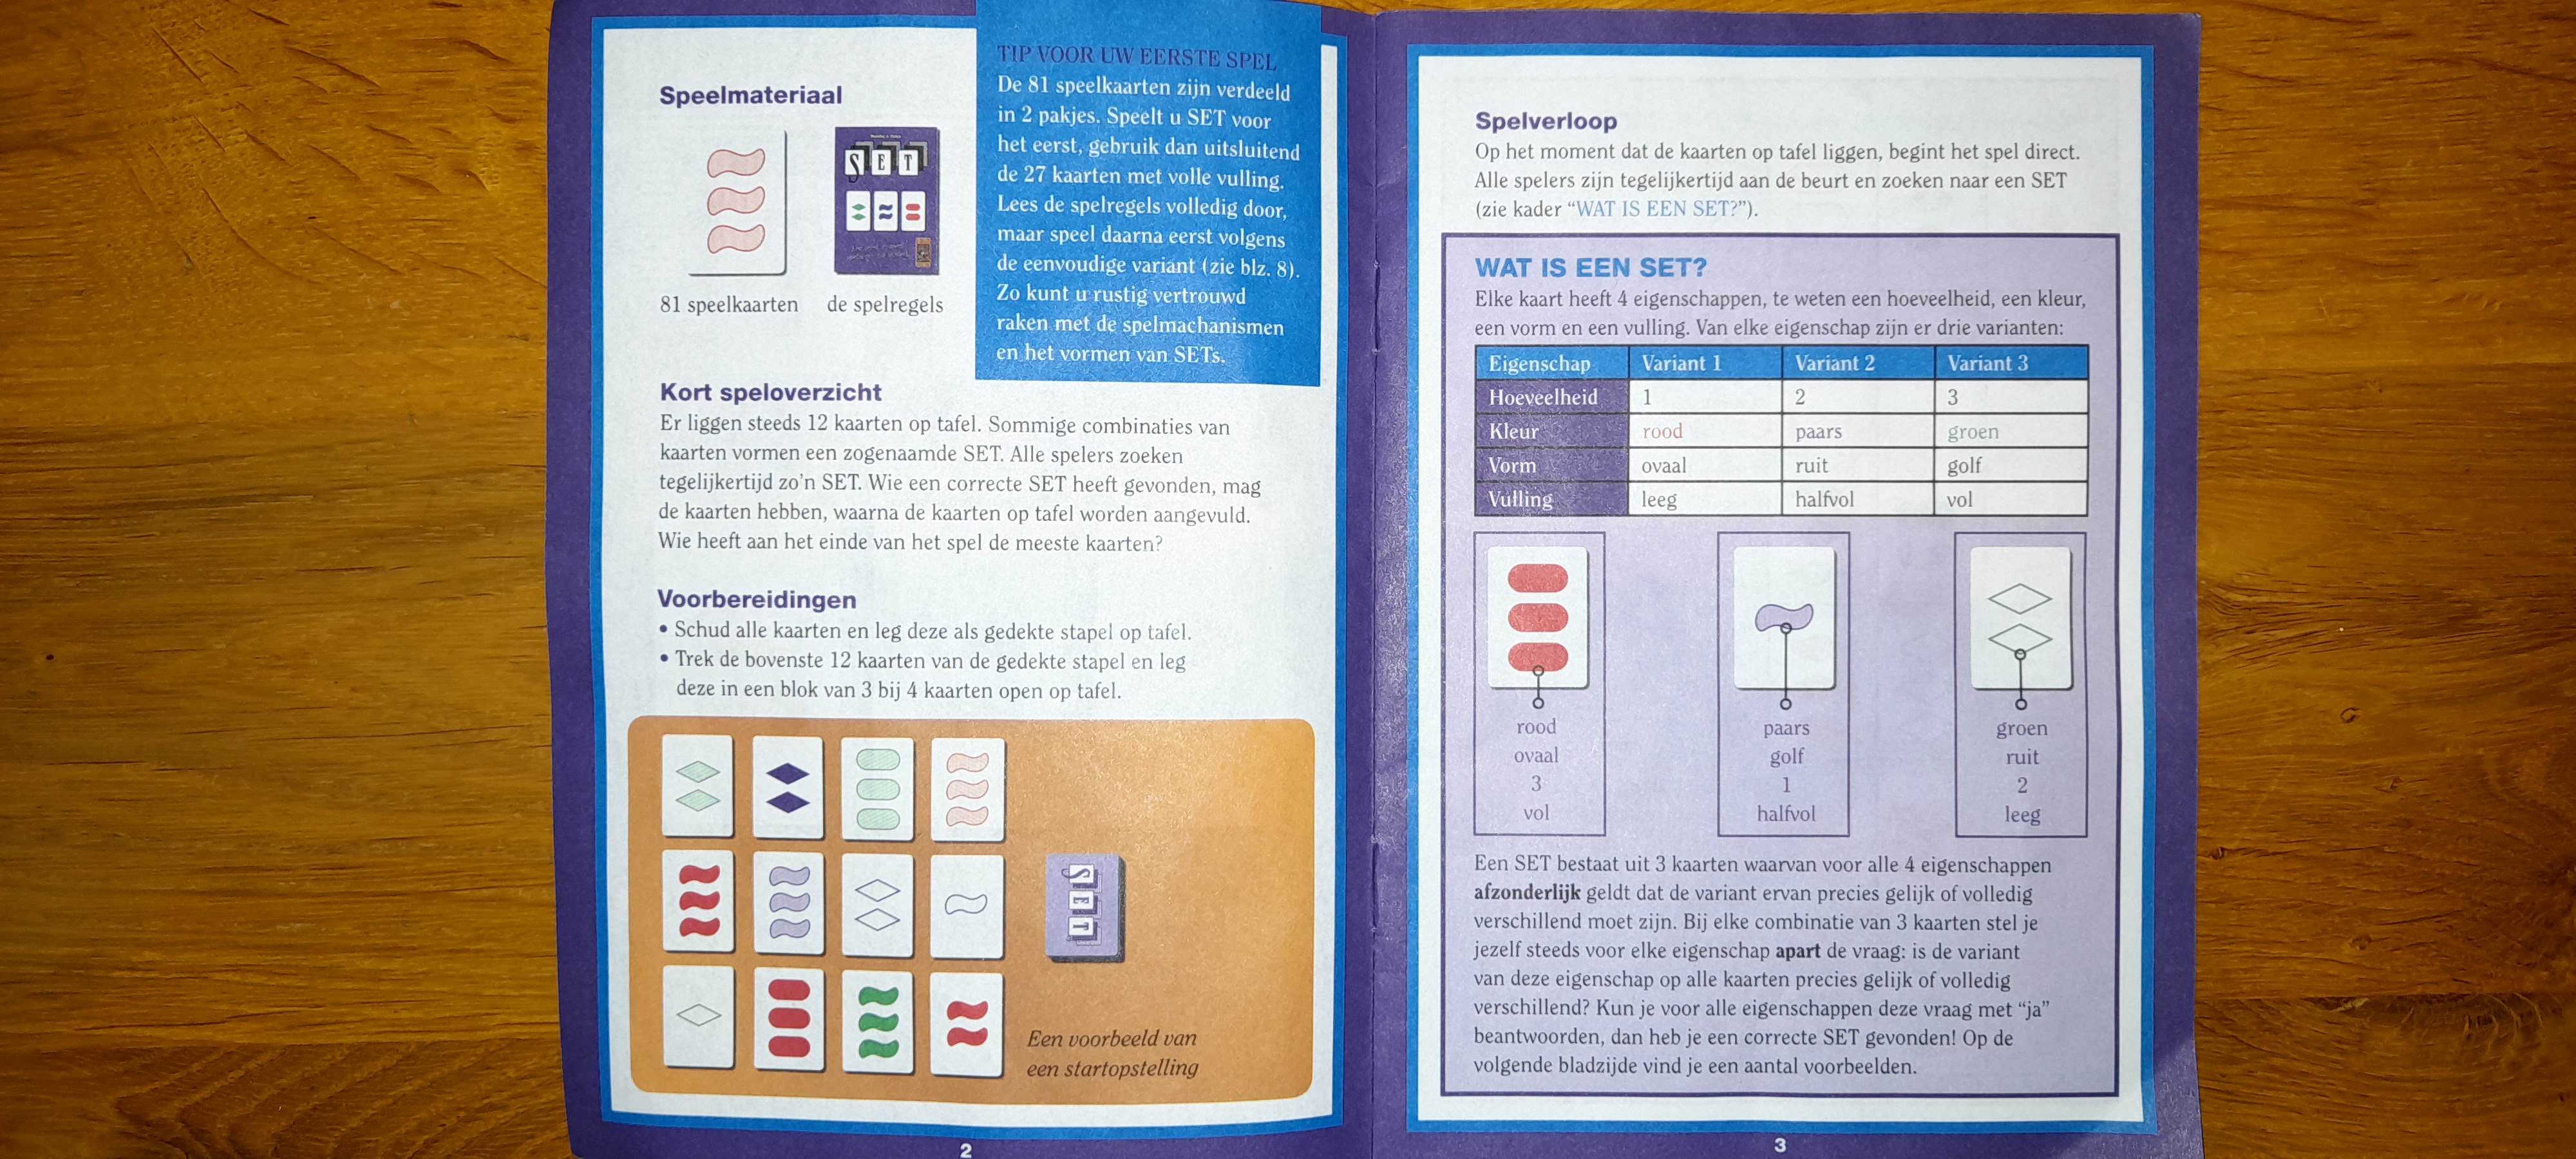 Speelmateriaal
81 speelkaarten
SET
de spelregels
TIP VOOR UW EERSTE SPEL
De 81 speelkaarten zijn verdeeld
in 2 pakjes. Speelt u SET voor
het eerst, gebruik dan uitsluitend
de 27 kaarten met volle vulling.
Lees de spelregels volledig door,
maar speel daarna eerst volgens
de eenvoudige variant (zie blz. 8).
Zo kunt u rustig vertrouwd
raken met de spelmachanismen
en het vormen van SETs.
Kort speloverzicht
Er liggen steeds 12 kaarten op tafel. Sommige combinaties van
kaarten vormen een zogenaamde SET. Alle spelers zoeken
tegelijkertijd zo'n SET. Wie een correcte SET heeft gevonden, mag
de kaarten hebben, waarna de kaarten op tafel worden aangevuld.
Wie heeft aan het einde van het spel de meeste kaarten?
Voorbereidingen
• Schud alle kaarten en leg deze als gedekte stapel op tafel.
• Trek de bovenste 12 kaarten van de gedekte stapel en leg
deze in een blok van 3 bij 4 kaarten open op tafel.
SET
Een voorbeeld van
een startopstelling
2
Spelverloop
Op het moment dat de kaarten op tafel liggen, begint het spel direct.
Alle spelers zijn tegelijkertijd aan de beurt en zoeken naar een SET
(zie kader “WAT IS EEN SET?”).
WAT IS EEN SET?
Elke kaart heeft 4 eigenschappen, te weten een hoeveelheid, een kleur,
een vorm en een vulling. Van elke eigenschap zijn er drie varianten:
Eigenschap Variant 1 Variant 2 Variant 3
Hoeveelheid 1 2 3
Kleur rood paars groen
Vorm ovaal ruit golf
Vulling leeg halfvol vol
rood
ovaal
3
vol
paars
golf
1
halfvol
groen
ruit
2
leeg
Een SET bestaat uit 3 kaarten waarvan voor alle 4 eigenschappen
afzonderlijk geldt dat de variant ervan precies gelijk of volledig
verschillend moet zijn. Bij elke combinatie van 3 kaarten stel je
jezelf steeds voor elke eigenschap apart de vraag: is de variant
van deze eigenschap op alle kaarten precies gelijk of volledig
verschillend? Kun je voor alle eigenschappen deze vraag met “ja”
beantwoorden, dan heb je een correcte SET gevonden! Op de
volgende bladzijde vind je een aantal voorbeelden.
3